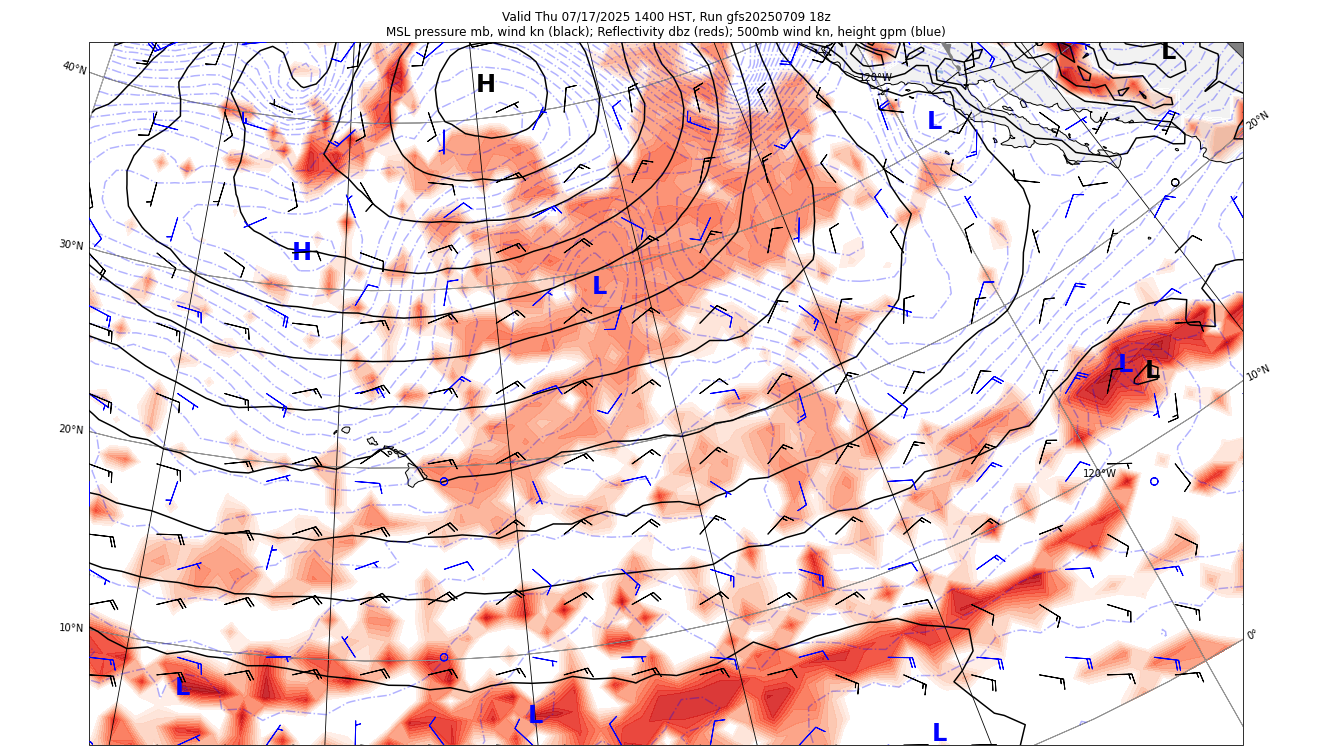 Valid Thu 07/17/2025 1400 HST, Run gfs20250709 18z
MSL pressure mb, wind kn (black); Reflectivity dbz (reds); 500mb wind kn, height gpm (blue)
L
40°N
120°W
H
L
20°N
30°N
H
L
L
L
10°N
20°N
120°W
10°N
0°
L
L
L